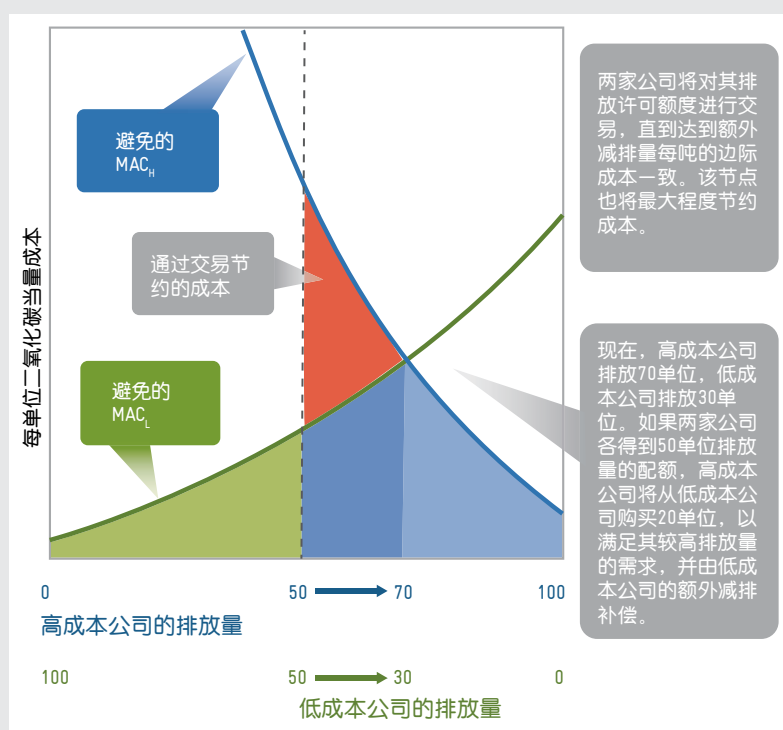 避免的
MAC_H
通过交易节
约的成本
避免的
MAC_L
每单位二氧化碳当量成本
0 50 70 100
高成本公司的排放量
100 50 30 0
低成本公司的排放量
两家公司将对其排
放许可额度进行交
易，直到达到额外
减排量每吨的边际
成本一致。该节点
也将最大程度节约
成本。
现在，高成本公司
排放70单位，低成
本公司排放30单
位。如果两家公司
各得到50单位排放
量的配额，高成本
公司将从低成本公
司购买20单位，以
满足其较高排放量
的需求，并由低成
本公司的额外减排
补偿。